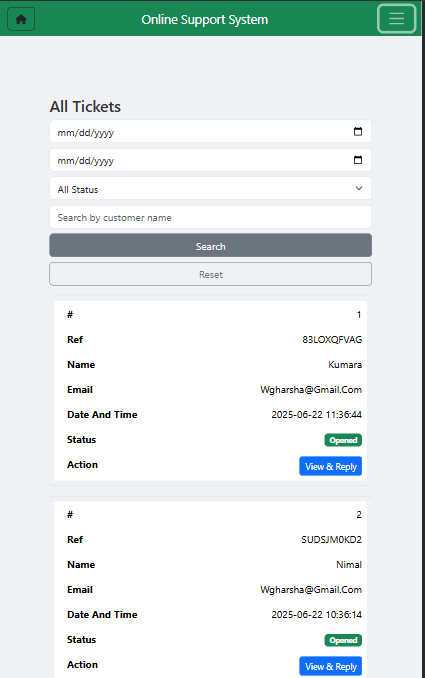 Online Support System
All Tickets
mm/dd/yyyy
mm/dd/yyyy
All Status
Search by customer name
Search
Reset
# 1
Ref 83LOXQFVAG
Name Kumara
Email Wgharsha@Gmail.Com
Date And Time 2025-06-22 11:36:44
Status Opened
Action View & Reply
# 2
Ref SUDSJM0KD2
Name Nimal
Email Wgharsha@Gmail.Com
Date And Time 2025-06-22 10:36:14
Status Opened
Action View & Reply